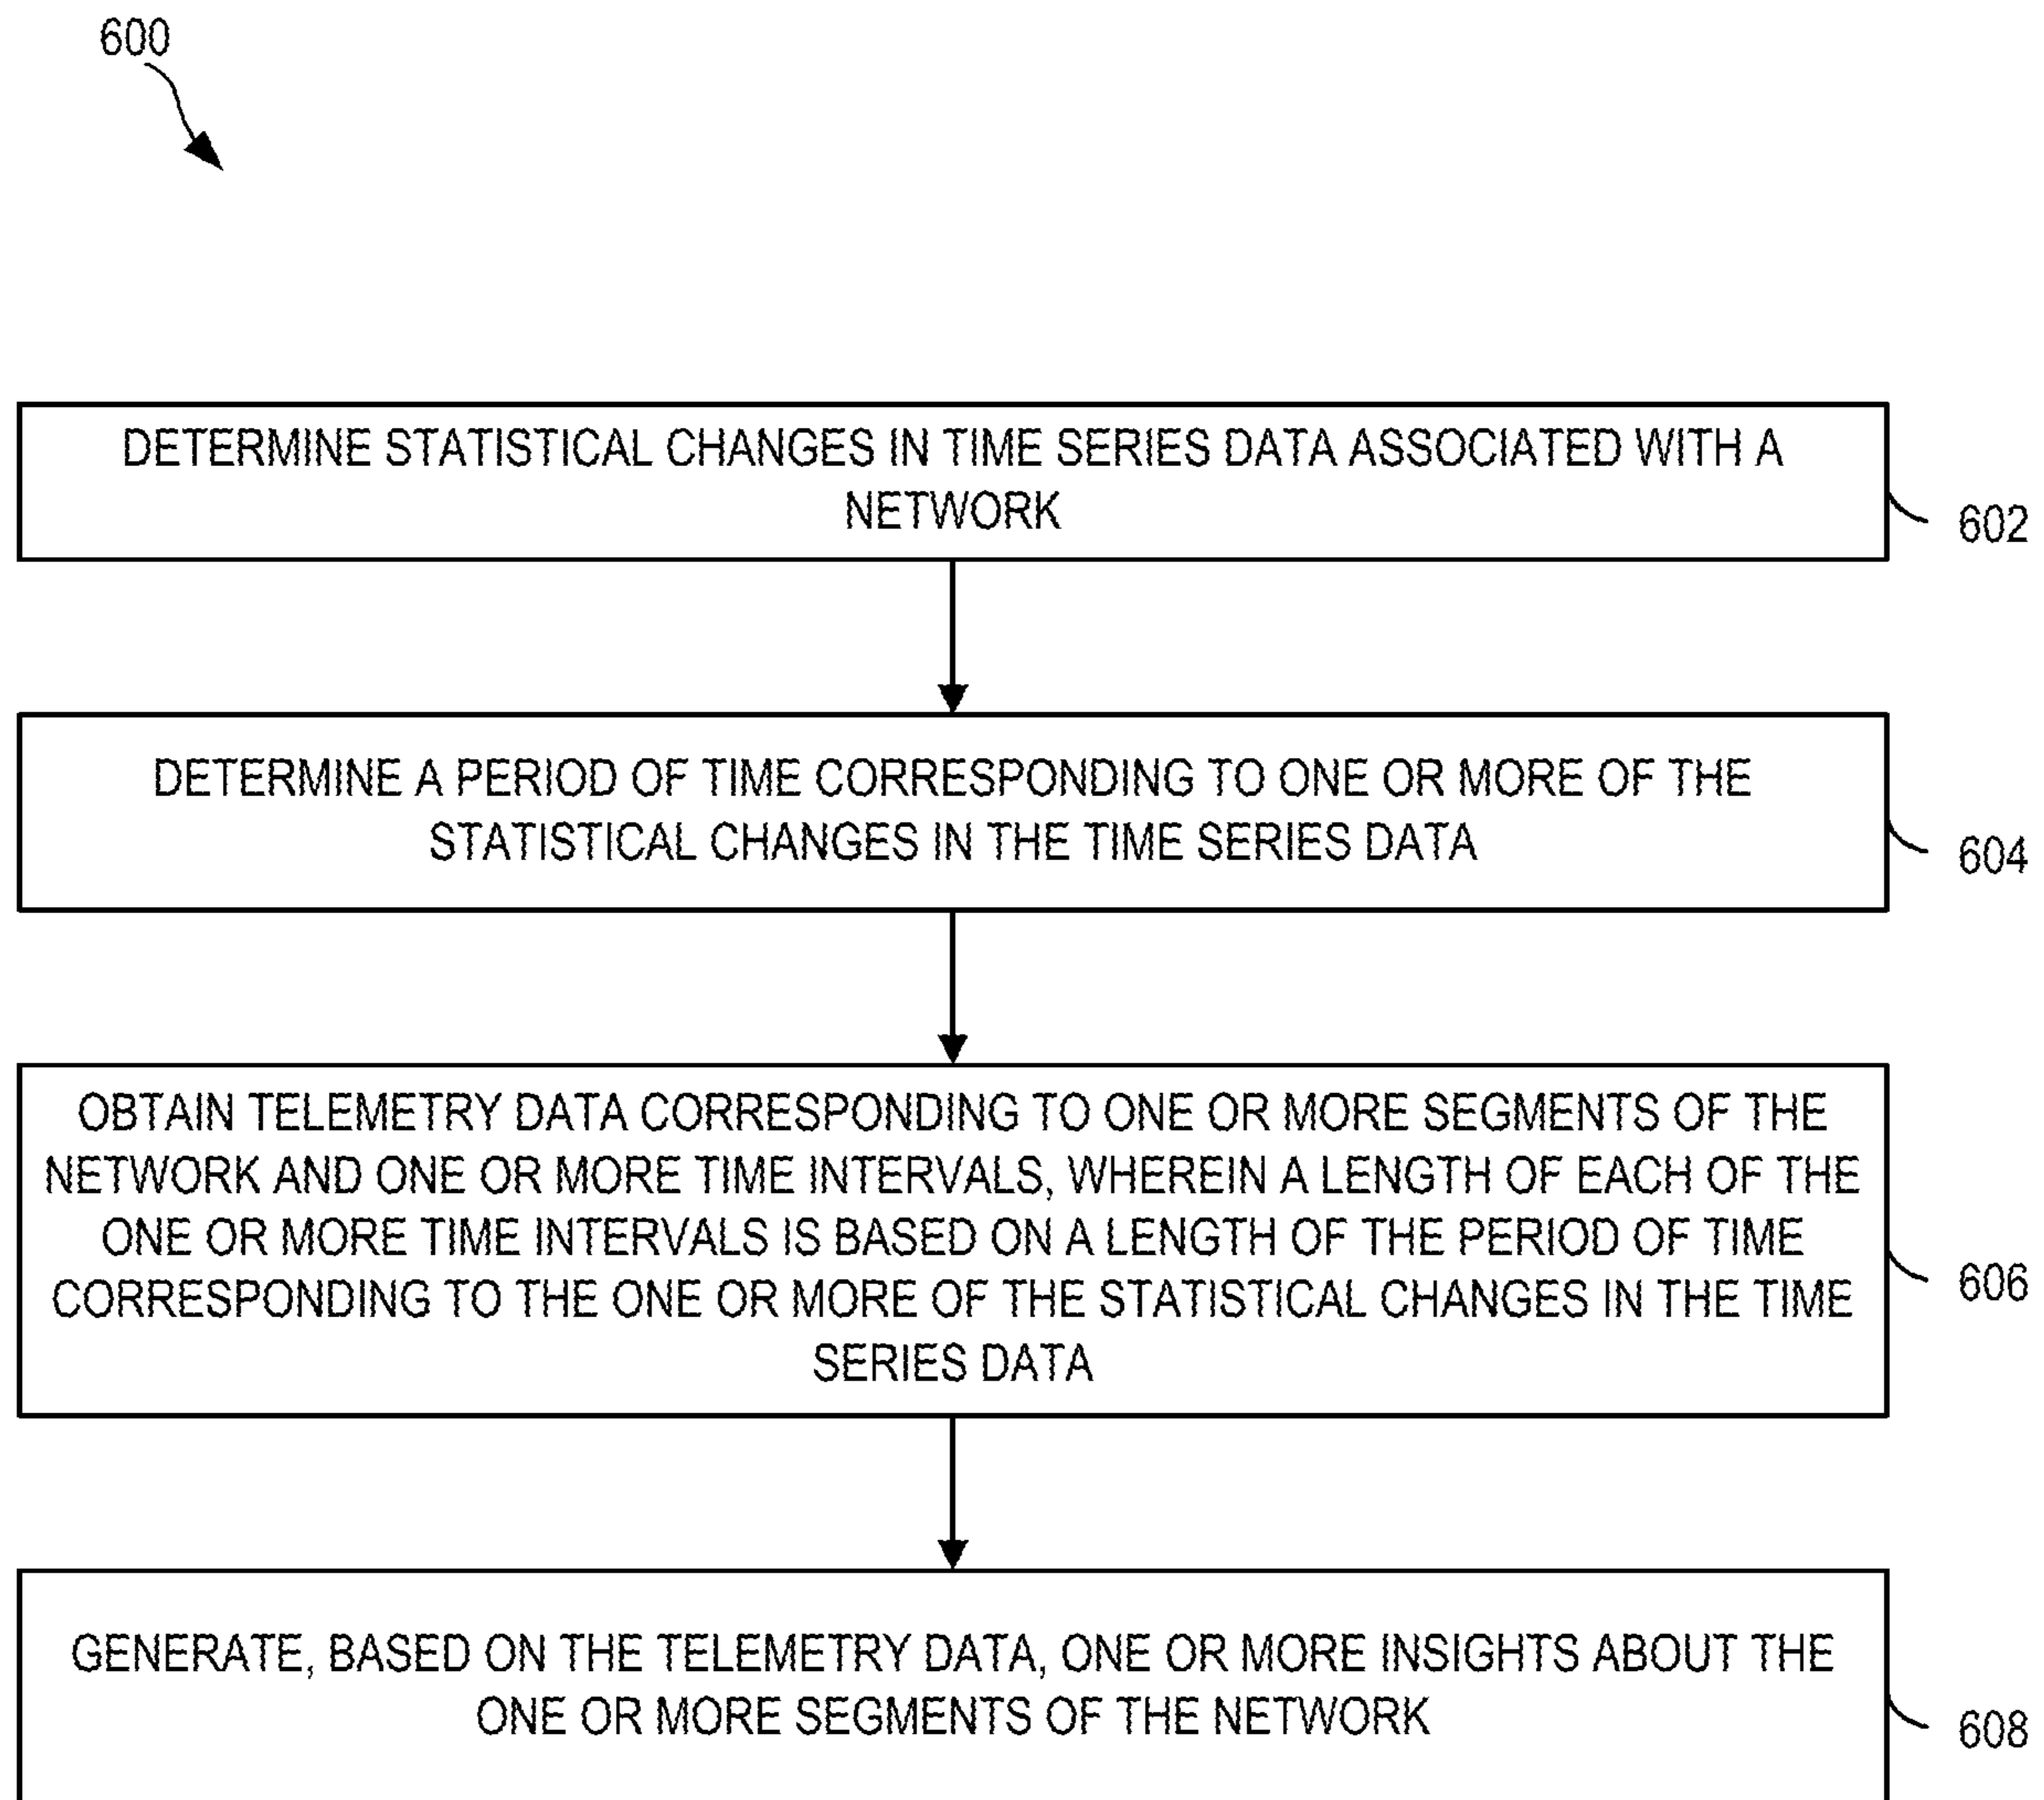 600
DETERMINE STATISTICAL CHANGES IN TIME SERIES DATA ASSOCIATED WITH A
NETWORK
602
DETERMINE A PERIOD OF TIME CORRESPONDING TO ONE OR MORE OF THE
STATISTICAL CHANGES IN THE TIME SERIES DATA
604
OBTAIN TELEMETRY DATA CORRESPONDING TO ONE OR MORE SEGMENTS OF THE
NETWORK AND ONE OR MORE TIME INTERVALS, WHEREIN A LENGTH OF EACH OF THE
ONE OR MORE TIME INTERVALS IS BASED ON A LENGTH OF THE PERIOD OF TIME
CORRESPONDING TO THE ONE OR MORE OF THE STATISTICAL CHANGES IN THE TIME
SERIES DATA
606
GENERATE, BASED ON THE TELEMETRY DATA, ONE OR MORE INSIGHTS ABOUT THE
ONE OR MORE SEGMENTS OF THE NETWORK
608